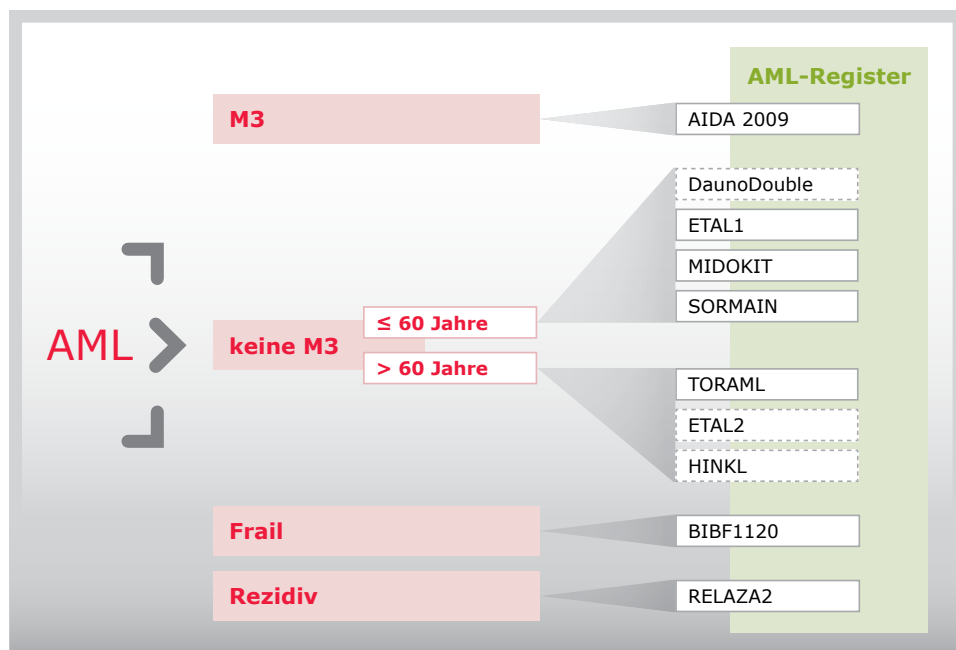 AML-Register
M3
AIDA 2009
DaunoDouble
ETAL1
MIDOKIT
SORMAIN
AML
keine M3
≤ 60 Jahre
> 60 Jahre
TORAML
ETAL2
HINKL
Frail
BIBF1120
Rezidiv
RELAZA2